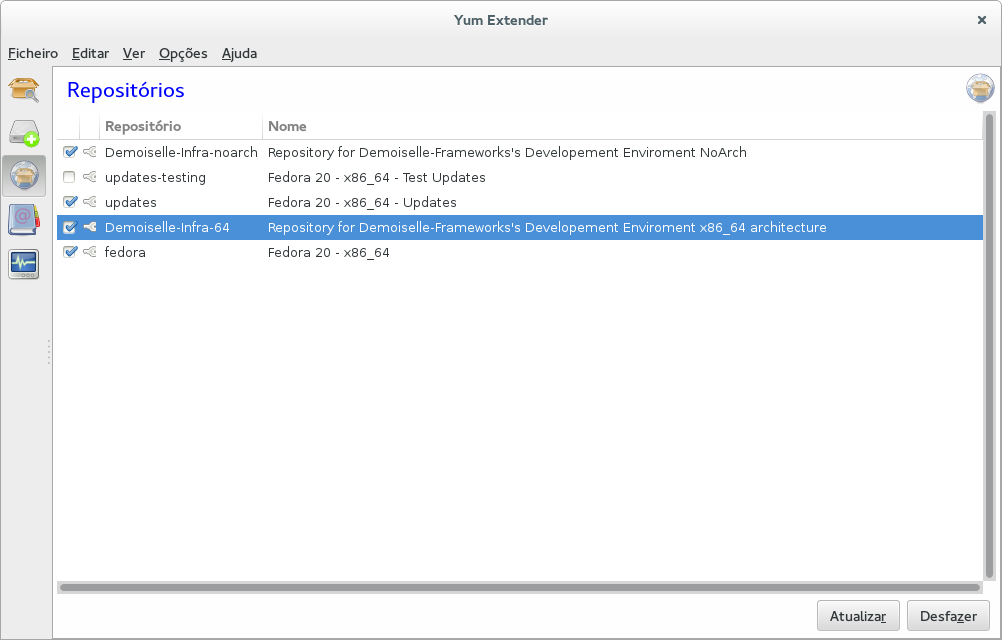 Yum Extender
Ficheiro Editar Ver Opções Ajuda
Repositórios
Repositório Nome
Demoiselle-Infra-noarch Repository for Demoiselle-Frameworks's Developement Enviroment NoArch
updates-testing Fedora 20 - x86_64 - Test Updates
updates Fedora 20 - x86_64 - Updates
Demoiselle-Infra-64 Repository for Demoiselle-Frameworks's Developement Enviroment x86_64 architecture
fedora Fedora 20 - x86_64
Atualizar Desfazer